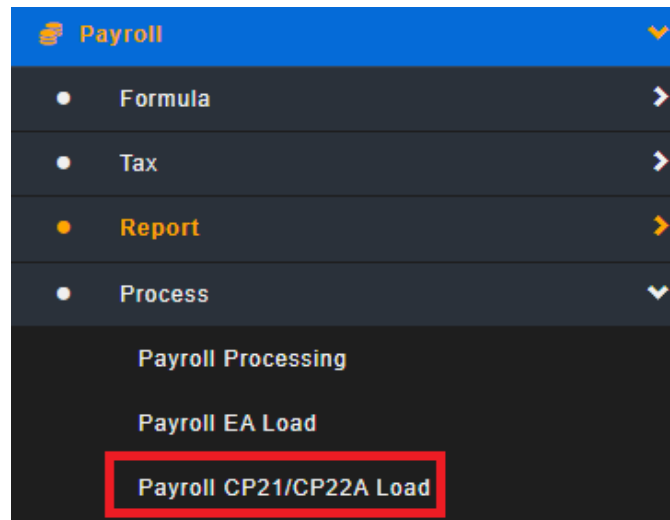 Payroll
Formula
Tax
Report
Process
Payroll Processing
Payroll EA Load
Payroll CP21/CP22A Load